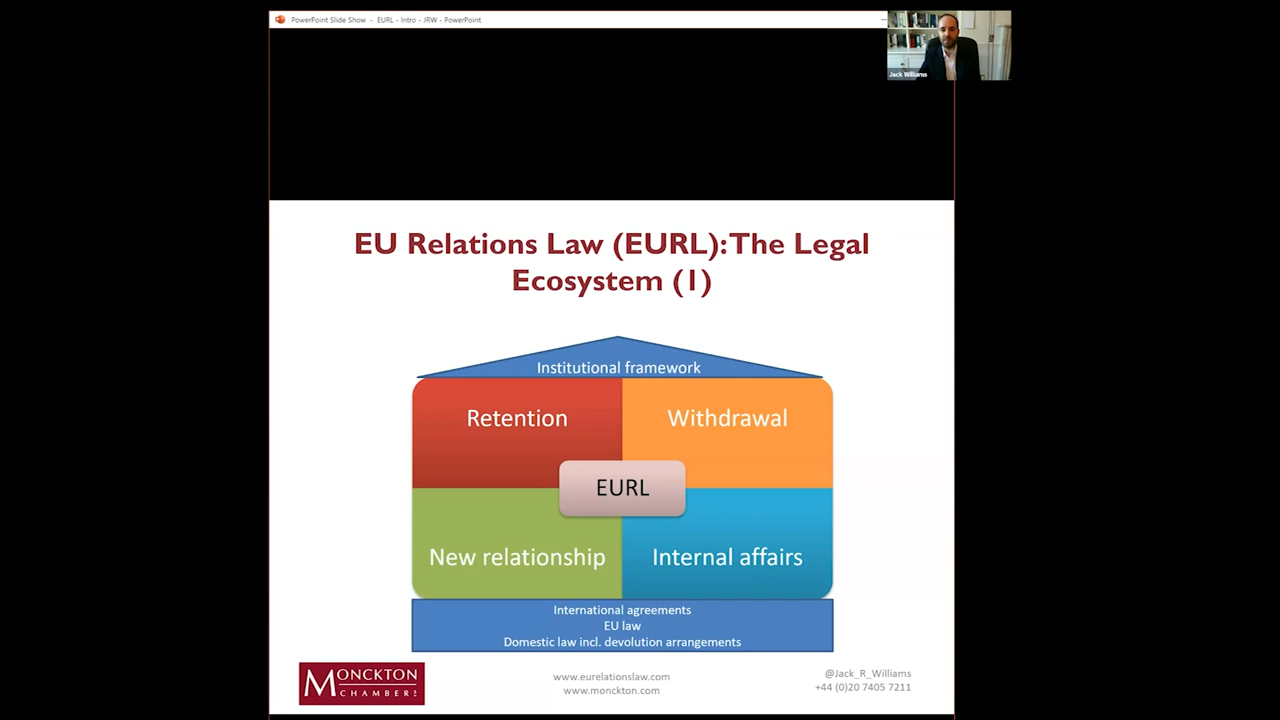 PowerPoint Slide Show - EURL - Intro - JRW - PowerPoint
Jack Williams
EU Relations Law (EURL): The Legal
Ecosystem (1)
Institutional framework
Retention
Withdrawal
EURL
New relationship
Internal affairs
International agreements
EU law
Domestic law incl. devolution arrangements
MONCKTON
CHAMBERS
www.eurelationslaw.com
www.monckton.com
@Jack_R_Williams
+44 (0)20 7405 7211